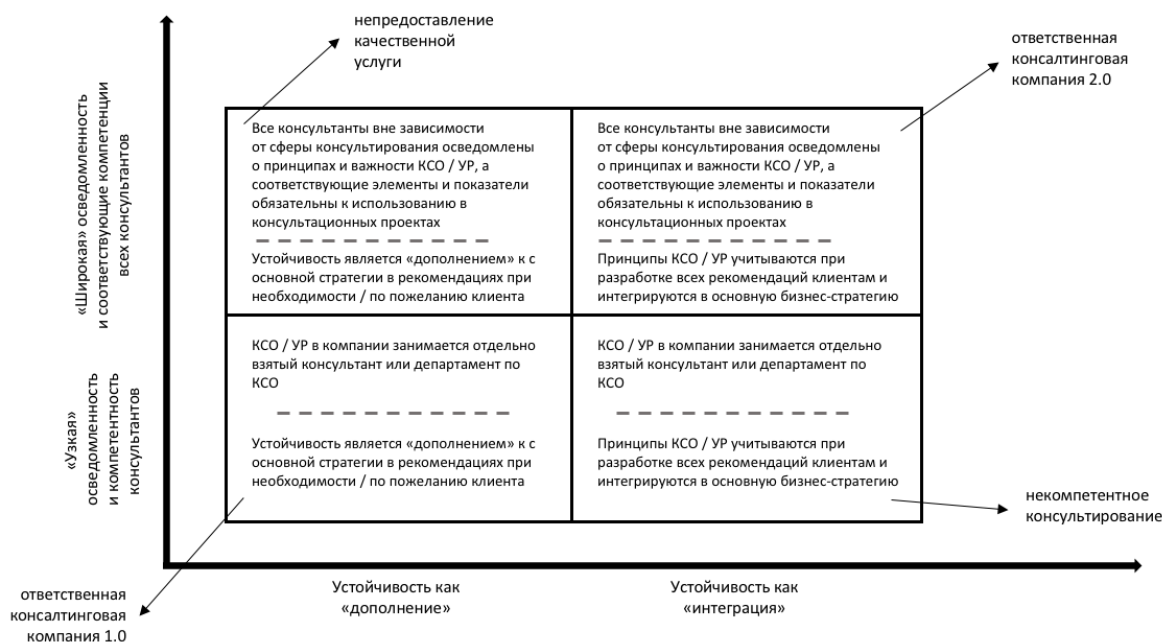 непредоставление
качественной
услуги
ответственная
консалтинговая
компания 2.0
«Широкая» осведомленность
и соответствующие компетенции
всех консультантов
Все консультанты вне зависимости
от сферы консультирования осведомлены
о принципах и важности КСО / УР, а
соответствующие элементы и показатели
обязательны к использованию в
консультационных проектах
Устойчивость является «дополнением» к с
основной стратегии в рекомендациях при
необходимости / по пожеланию клиента
Все консультанты вне зависимости
от сферы консультирования осведомлены
о принципах и важности КСО / УР, а
соответствующие элементы и показатели
обязательны к использованию в
консультационных проектах
Принципы КСО / УР учитываются при
разработке всех рекомендаций клиентам и
интегрируются в основную бизнес-стратегию
«Узкая»
осведомленность
и компетентность
консультантов
КСО / УР в компании занимается отдельно
взятый консультант или департамент по
КСО
Устойчивость является «дополнением» к с
основной стратегии в рекомендациях при
необходимости / по пожеланию клиента
КСО / УР в компании занимается отдельно
взятый консультант или департамент по
КСО
Принципы КСО / УР учитываются при
разработке всех рекомендаций клиентам и
интегрируются в основную бизнес-стратегию
некомпетентное
консультирование
Устойчивость как
«дополнение»
Устойчивость как
«интеграция»
ответственная
консалтинговая
компания 1.0